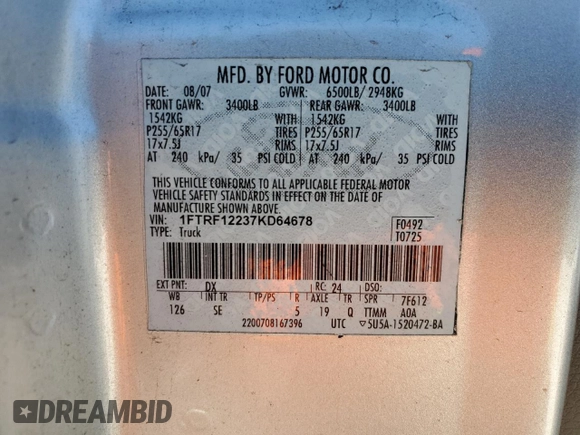 MFD. BY FORD MOTOR CO.
DATE: 08/07 GVWR: 6500LB/ 2948KG
FRONT GAWR: 3400LB REAR GAWR: 3400LB
1542KG WITH 1542KG WITH
P255/65R17 TIRES P255/65R17 TIRES
17x7.5J RIMS 17x7.5J RIMS
AT 240 kPa/ 35 PSI COLD AT 240 kPa/ 35 PSI COLD
THIS VEHICLE CONFORMS TO ALL APPLICABLE FEDERAL MOTOR
VEHICLE SAFETY STANDARDS IN EFFECT ON THE DATE OF
MANUFACTURE SHOWN ABOVE.
VIN: 1FTRF12237KD64678 F0492
TYPE: Truck T0725
EXT PNT: DX RC: 24 DSO:
WB INT TR TP/PS R AXLE TR SPR 7F612
126 SE 5 19 Q TTMM A0A
2200708167396 UTC ▽5U5A-1520472-BA
DREAMBID